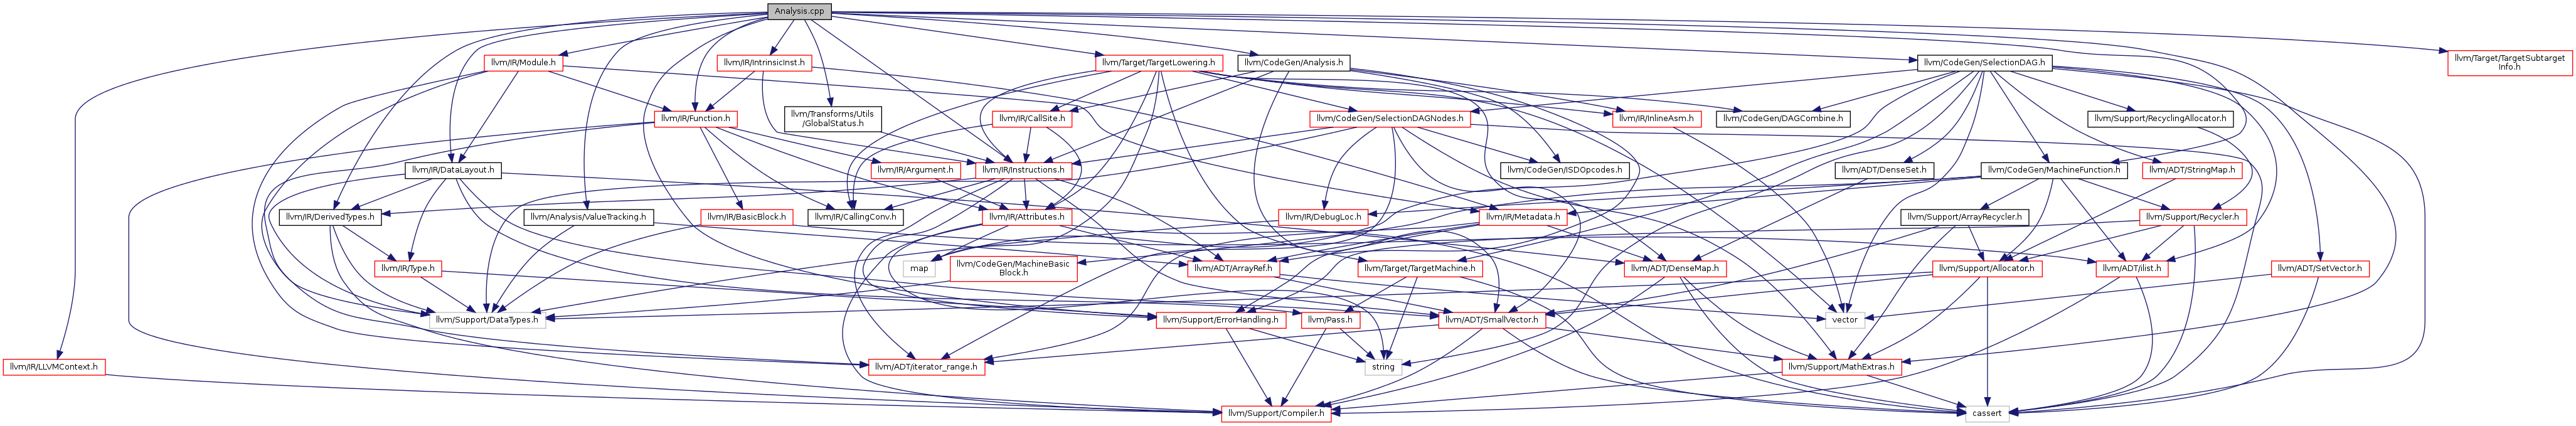 Analysis.cpp
llvm/IR/Module.h
llvm/IR/IntrinsicInst.h
llvm/Target/TargetLowering.h
llvm/CodeGen/Analysis.h
llvm/CodeGen/SelectionDAG.h
llvm/Target/TargetSubtarget
Info.h
llvm/IR/Function.h
llvm/Transforms/Utils
/GlobalStatus.h
llvm/IR/CallSite.h
llvm/CodeGen/SelectionDAGNodes.h
llvm/IR/InlineAsm.h
llvm/CodeGen/DAGCombine.h
llvm/Support/RecyclingAllocator.h
llvm/IR/DataLayout.h
llvm/IR/Argument.h
llvm/IR/Instructions.h
llvm/CodeGen/ISDOpcodes.h
llvm/ADT/DenseSet.h
llvm/CodeGen/MachineFunction.h
llvm/ADT/StringMap.h
llvm/IR/DerivedTypes.h
llvm/Analysis/ValueTracking.h
llvm/IR/BasicBlock.h
llvm/IR/CallingConv.h
llvm/IR/Attributes.h
llvm/IR/DebugLoc.h
llvm/IR/Metadata.h
llvm/Support/ArrayRecycler.h
llvm/Support/Recycler.h
llvm/IR/Type.h
map
llvm/CodeGen/MachineBasic
Block.h
llvm/ADT/ArrayRef.h
llvm/Target/TargetMachine.h
llvm/ADT/DenseMap.h
llvm/Support/Allocator.h
llvm/ADT/ilist.h
llvm/ADT/SetVector.h
llvm/Support/DataTypes.h
llvm/Support/ErrorHandling.h
llvm/Pass.h
llvm/ADT/SmallVector.h
vector
llvm/IR/LLVMContext.h
llvm/ADT/iterator_range.h
string
llvm/Support/MathExtras.h
llvm/Support/Compiler.h
cassert